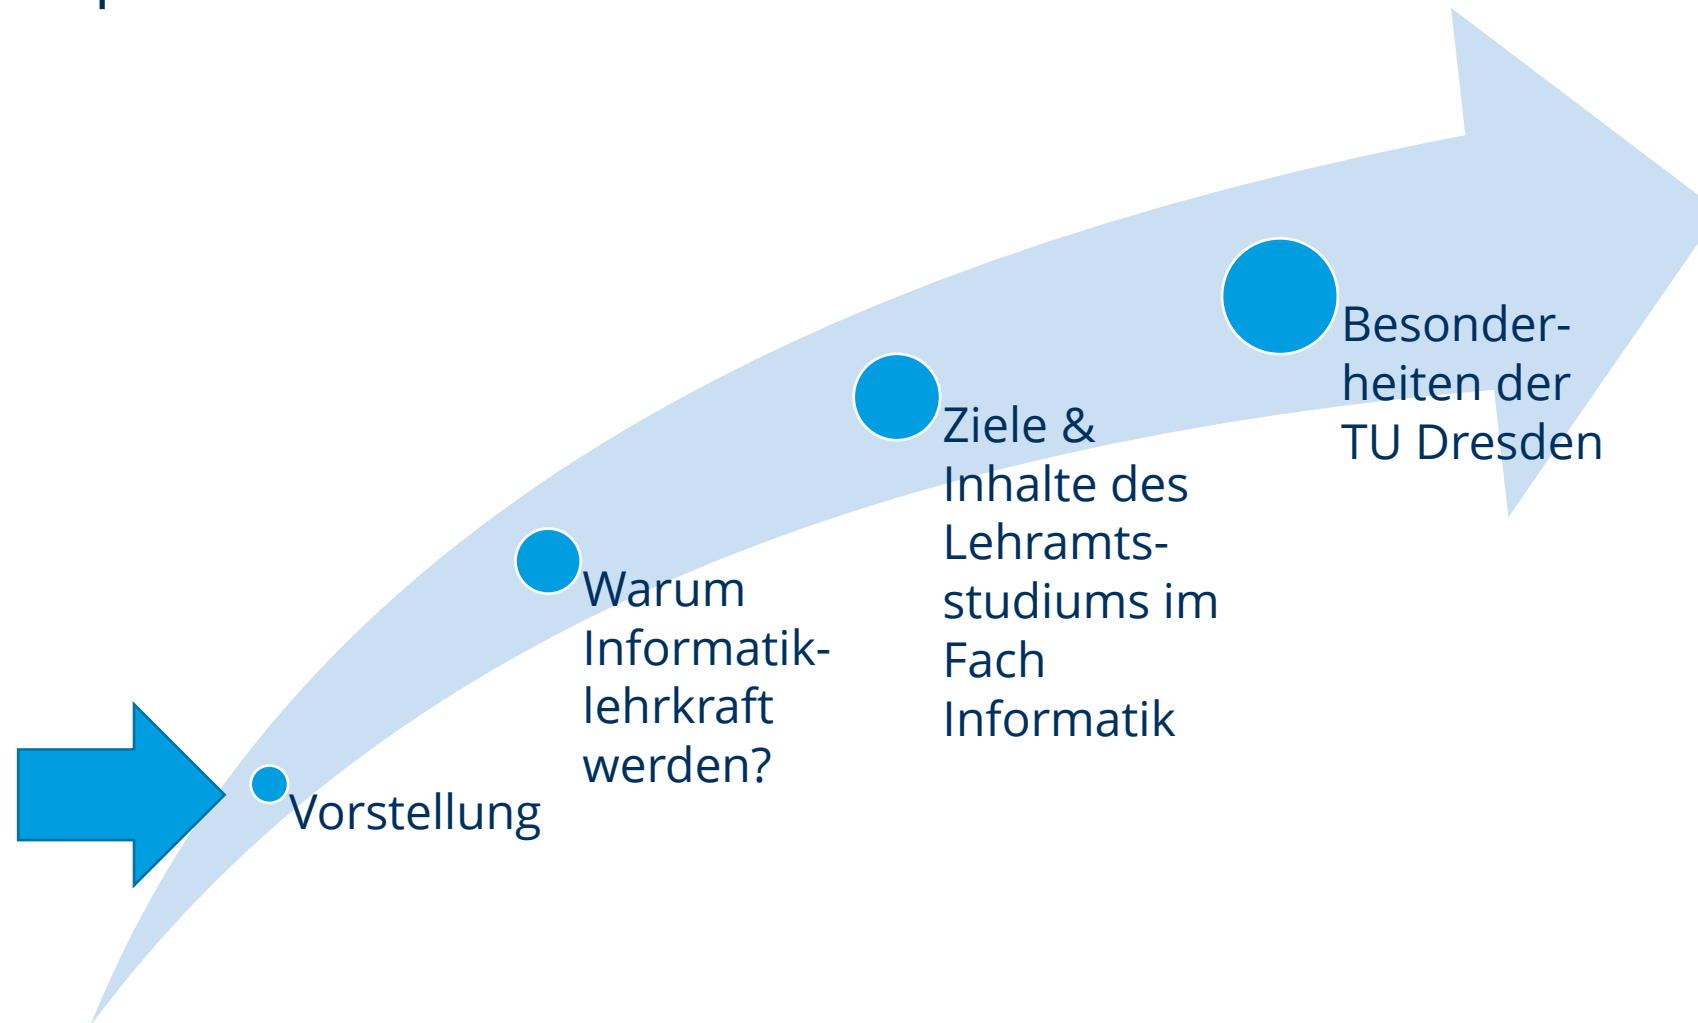 Vorstellung
Warum
Informatik-
lehrkraft
werden?
Ziele &
Inhalte des
Lehramts-
studiums im
Fach
Informatik
Besonder-
heiten der
TU Dresden